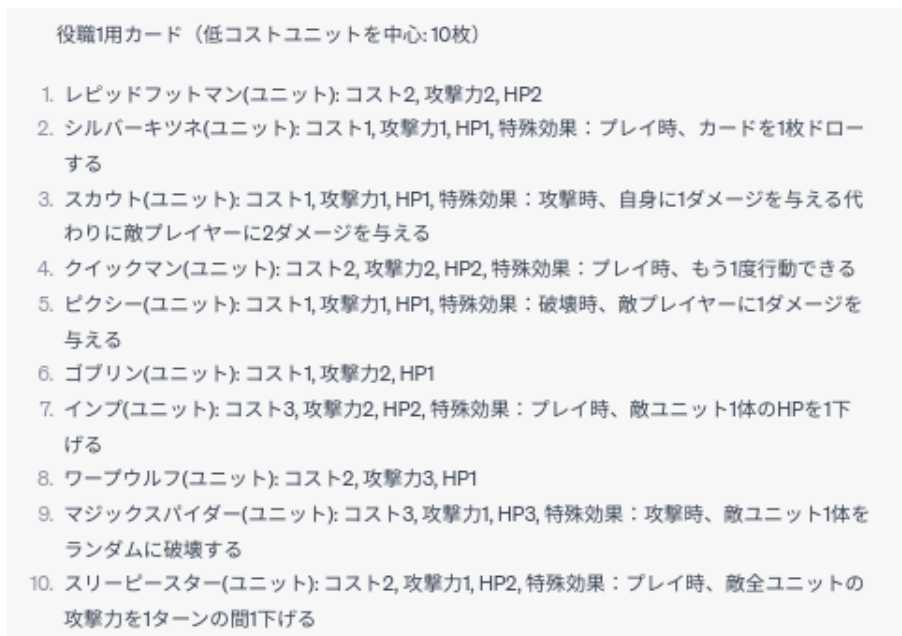 役職1用カード（低コストユニットを中心: 10枚）
1. レピッドフットマン(ユニット): コスト2, 攻撃力2, HP2
2. シルバーキツネ(ユニット): コスト1, 攻撃力1, HP1, 特殊効果：プレイ時、カードを1枚ドロー
する
3. スカウト(ユニット): コスト1, 攻撃力1, HP1, 特殊効果：攻撃時、自身に1ダメージを与える代
わりに敵プレイヤーに2ダメージを与える
4. クイックマン(ユニット): コスト2, 攻撃力2, HP2, 特殊効果：プレイ時、もう1度行動できる
5. ピクシー(ユニット): コスト1, 攻撃力1, HP1, 特殊効果：破壊時、敵プレイヤーに1ダメージを
与える
6. ゴブリン(ユニット): コスト1, 攻撃力2, HP1
7. インプ(ユニット): コスト3, 攻撃力2, HP2, 特殊効果：プレイ時、敵ユニット1体のHPを1下
げる
8. ワープウルフ(ユニット): コスト2, 攻撃力3, HP1
9. マジックスパイダー(ユニット): コスト3, 攻撃力1, HP3, 特殊効果：攻撃時、敵ユニット1体を
ランダムに破壊する
10. スリーピースター(ユニット): コスト2, 攻撃力1, HP2, 特殊効果：プレイ時、敵全ユニットの
攻撃力を1ターンの間1下げる